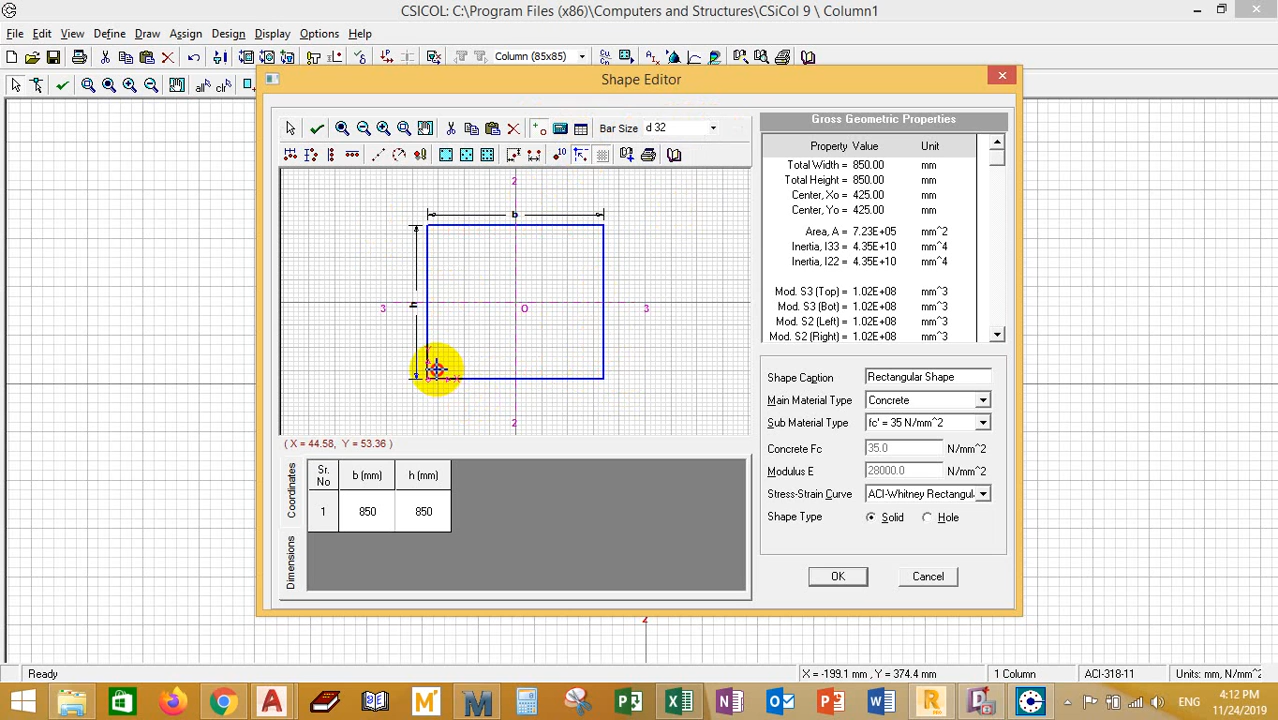 CSICOL: C:\Program Files (x86)\Computers and Structures\CSiCol 9 \ Column1
File Edit View Define Draw Assign Design Display Options Help
Column (85x85)
Shape Editor
Bar Size d 32
Gross Geometric Properties
Property Value Unit
Total Width = 850.00 mm
Total Height = 850.00 mm
Center, Xo = 425.00 mm
Center, Yo = 425.00 mm
Area, A = 7.23E+05 mm^2
Inertia, I33 = 4.35E+10 mm^4
Inertia, I22 = 4.35E+10 mm^4
Mod. S3 (Top) = 1.02E+08 mm^3
Mod. S3 (Bot) = 1.02E+08 mm^3
Mod. S2 (Left) = 1.02E+08 mm^3
Mod. S2 (Right) = 1.02E+08 mm^3
2
b
h
3 O 3
2
( X = 44.58, Y = 53.36 )
Shape Caption Rectangular Shape
Main Material Type Concrete
Sub Material Type fc' = 35 N/mm^2
Concrete Fc 35.0 N/mm^2
Modulus E 28000.0 N/mm^2
Stress-Strain Curve ACI-Whitney Rectangul
Shape Type Solid Hole
Coordinates
Dimensions
Sr. No b (mm) h (mm)
1 850 850
OK Cancel
2
Ready X = -199.1 mm, Y = 374.4 mm 1 Column ACI-318-11 Units: mm, N/mm^
ENG
4:12 PM
11/24/2019